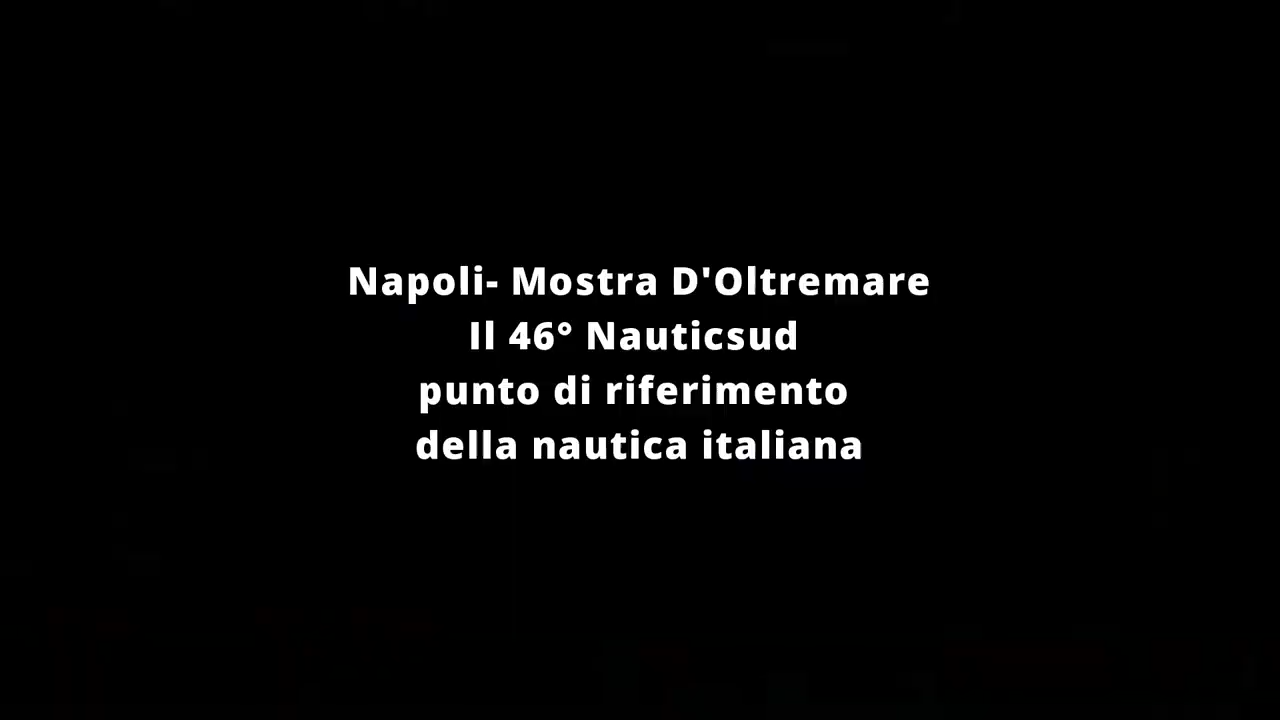 Napoli- Mostra D'Oltremare
Il 46° Nauticsud
punto di riferimento
della nautica italiana